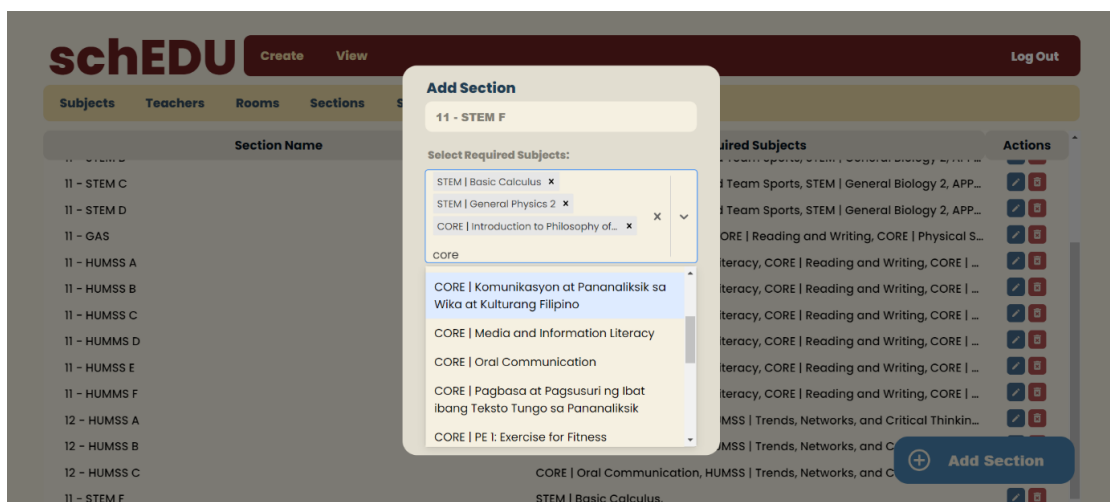 schEDU
Create View Log Out
Add Section
Subjects Teachers Rooms Sections S
11 - STEM F
Section Name uired Subjects Actions
Select Required Subjects:
11 - STEM C STEM | Basic Calculus × d Team Sports, STEM | General Biology 2, APP...
STEM | General Physics 2 ×
11 - STEM D d Team Sports, STEM | General Biology 2, APP...
CORE | Introduction to Philosophy of... ×
11 - GAS ORE | Reading and Writing, CORE | Physical S...
core
11 - HUMSS A iteracy, CORE | Reading and Writing, CORE | ...
11 - HUMSS B CORE | Komunikasyon at Pananaliksik sa iteracy, CORE | Reading and Writing, CORE | ...
Wika at Kulturang Filipino
11 - HUMSS C iteracy, CORE | Reading and Writing, CORE | ...
CORE | Media and Information Literacy
11 - HUMMS D iteracy, CORE | Reading and Writing, CORE | ...
CORE | Oral Communication
11 - HUMSS E iteracy, CORE | Reading and Writing, CORE | ...
11 - HUMMS F CORE | Pagbasa at Pagsusuri ng Ibat iteracy, CORE | Reading and Writing, CORE | ...
ibang Teksto Tungo sa Pananaliksik
12 - HUMSS A MSS | Trends, Networks, and Critical Thinkin...
CORE | PE 1: Exercise for Fitness
12 - HUMSS B MSS | Trends, Networks, and C
Add Section
12 - HUMSS C CORE | Oral Communication, HUMSS | Trends, Networks, and C
11 - STEM F STEM | Basic Calculus,